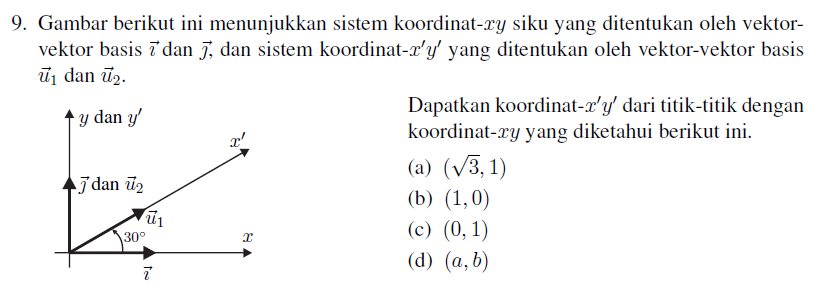 9. Gambar berikut ini menunjukkan sistem koordinat-xy siku yang ditentukan oleh vektor-
vektor basis i⃗ dan j⃗, dan sistem koordinat-x′y′ yang ditentukan oleh vektor-vektor basis
u⃗₁ dan u⃗₂.
Dapatkan koordinat-x′y′ dari titik-titik dengan
koordinat-xy yang diketahui berikut ini.
(a) (√3, 1)
(b) (1, 0)
(c) (0, 1)
(d) (a, b)
y dan y′
x′
j⃗ dan u⃗₂
u⃗₁
30°
x
i⃗